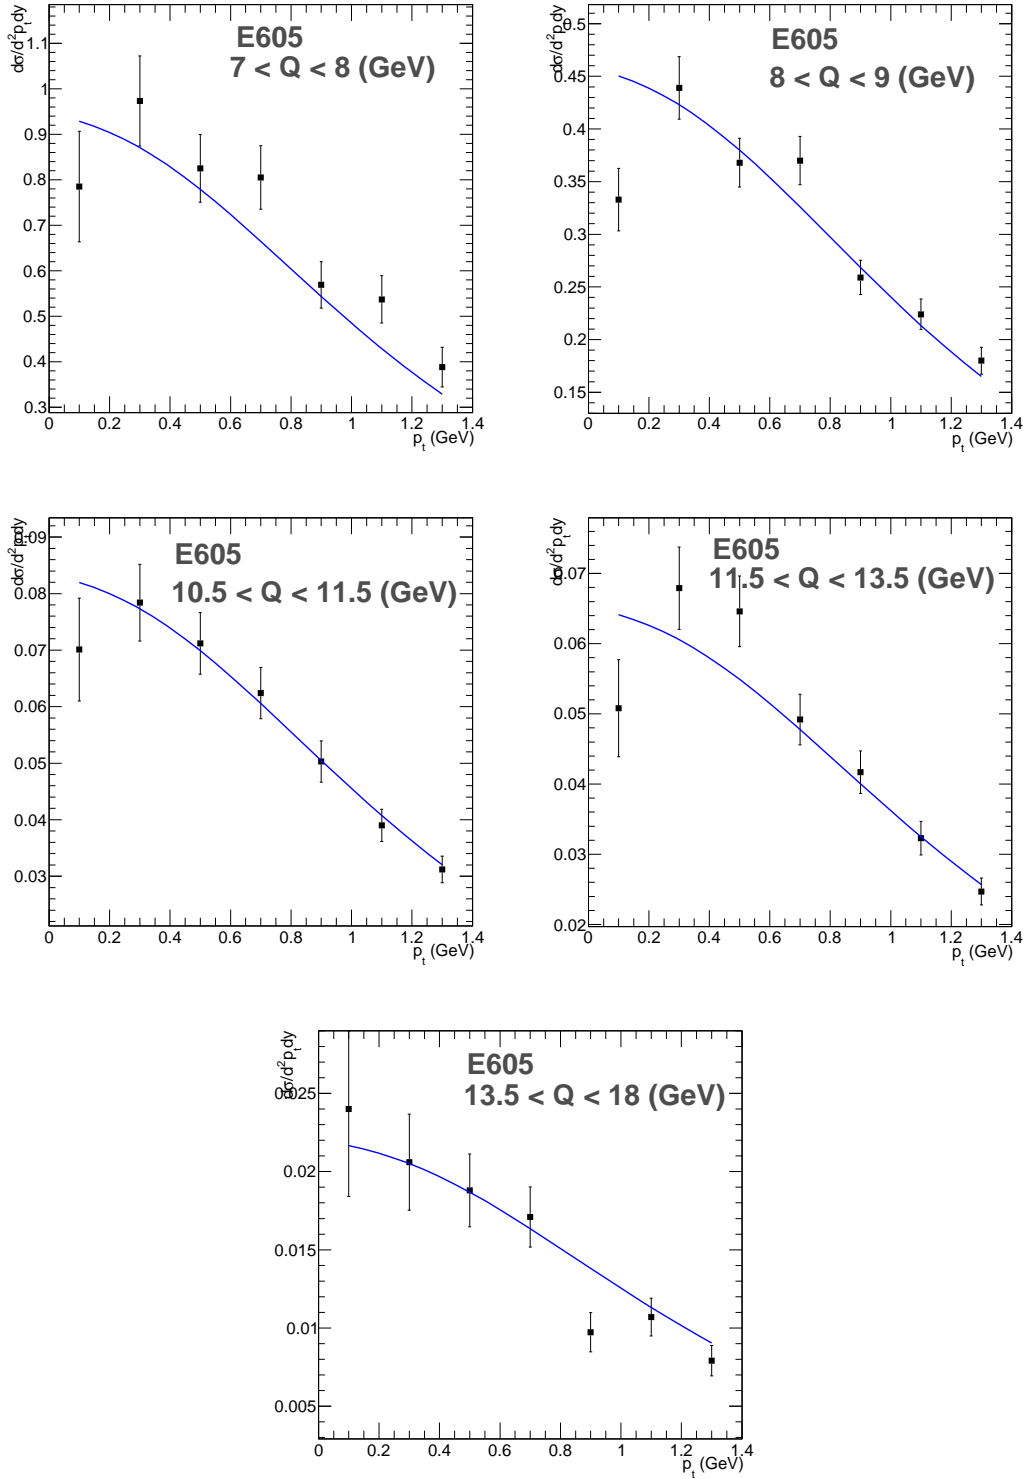 dσ/d²pₜdy
E605
7 < Q < 8 (GeV)
1.1
1
0.9
0.8
0.7
0.6
0.5
0.4
0.3
0 0.2 0.4 0.6 0.8 1 1.2 1.4
pₜ (GeV)
dσ/d²pₜdy
E605
8 < Q < 9 (GeV)
0.5
0.45
0.4
0.35
0.3
0.25
0.2
0.15
0 0.2 0.4 0.6 0.8 1 1.2 1.4
pₜ (GeV)
dσ/d²pₜdy
E605
10.5 < Q < 11.5 (GeV)
0.09
0.08
0.07
0.06
0.05
0.04
0.03
0 0.2 0.4 0.6 0.8 1 1.2 1.4
pₜ (GeV)
dσ/d²pₜdy
E605
11.5 < Q < 13.5 (GeV)
0.07
0.06
0.05
0.04
0.03
0.02
0 0.2 0.4 0.6 0.8 1 1.2 1.4
pₜ (GeV)
dσ/d²pₜdy
E605
13.5 < Q < 18 (GeV)
0.025
0.02
0.015
0.01
0.005
0 0.2 0.4 0.6 0.8 1 1.2 1.4
pₜ (GeV)